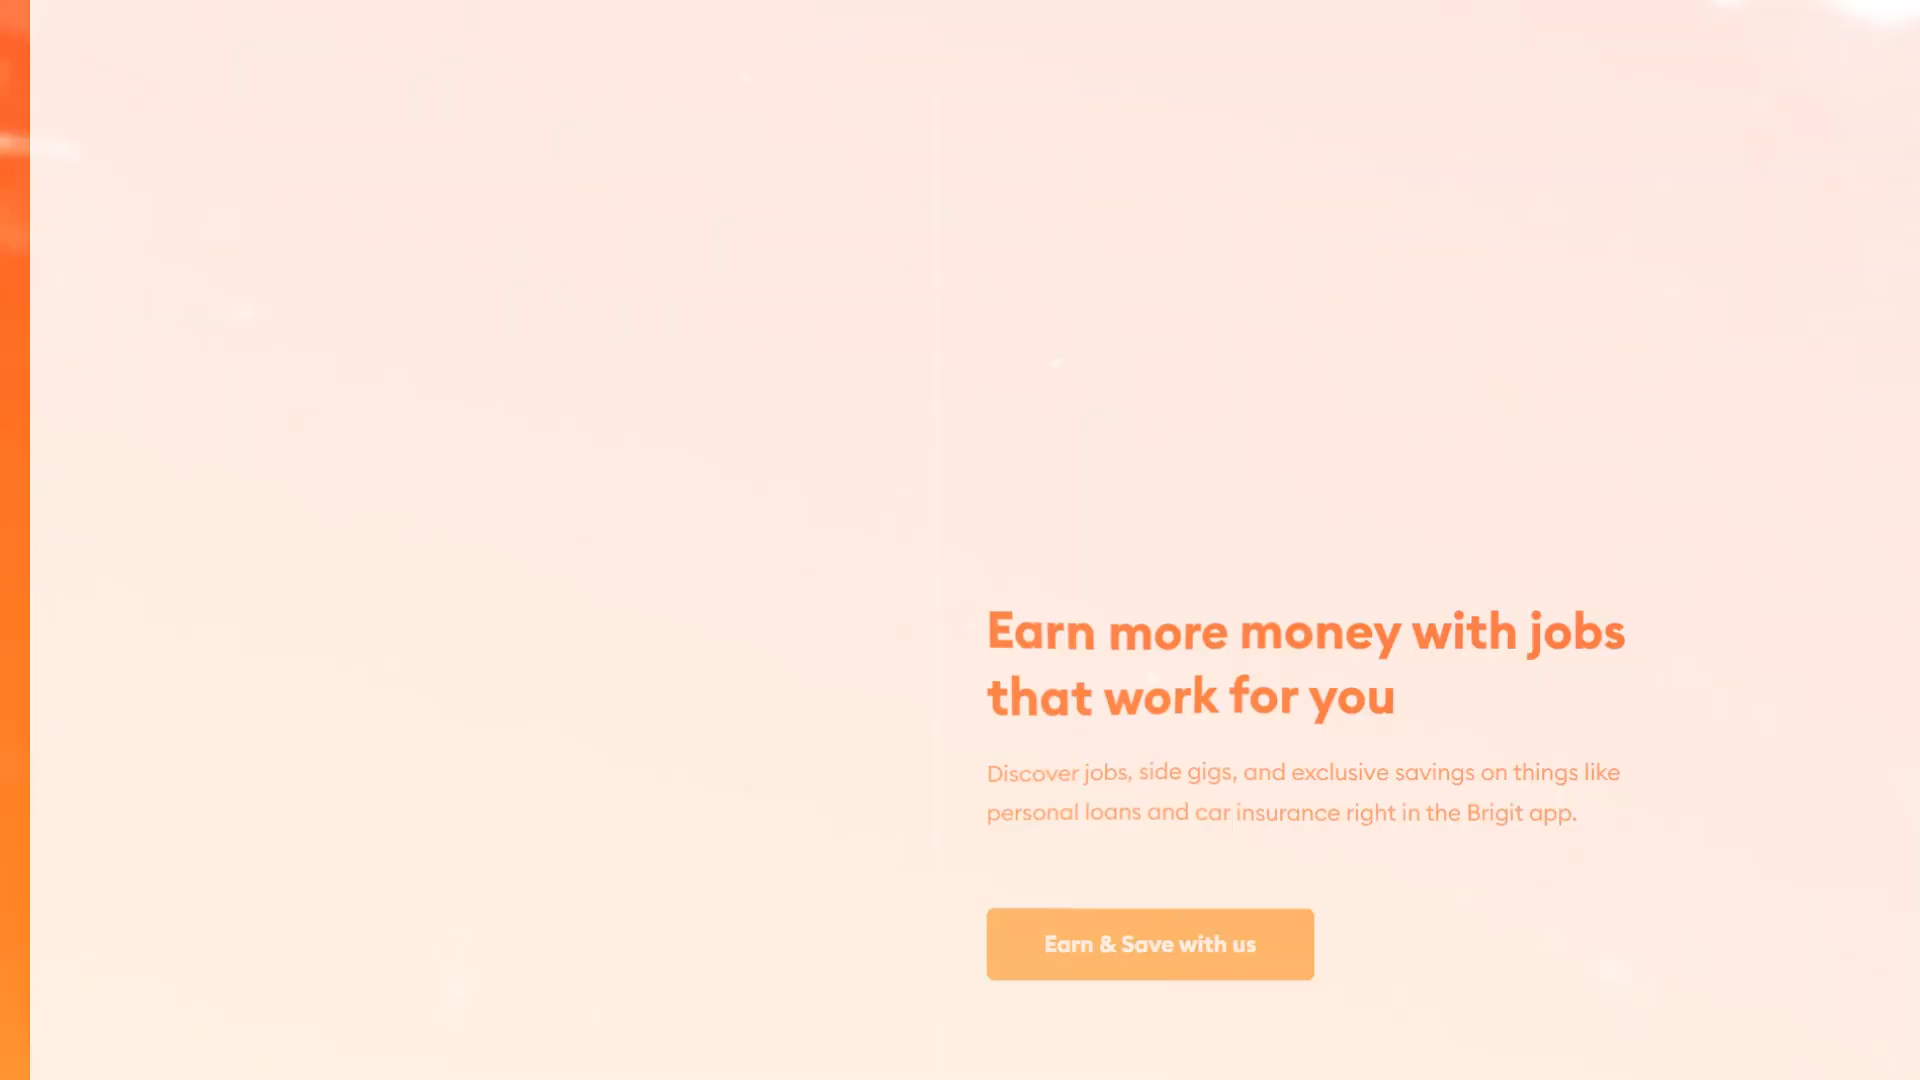 Earn more money with jobs
that work for you
Discover jobs, side gigs, and exclusive savings on things like
personal loans and car insurance right in the Brigit app.
Earn & Save with us